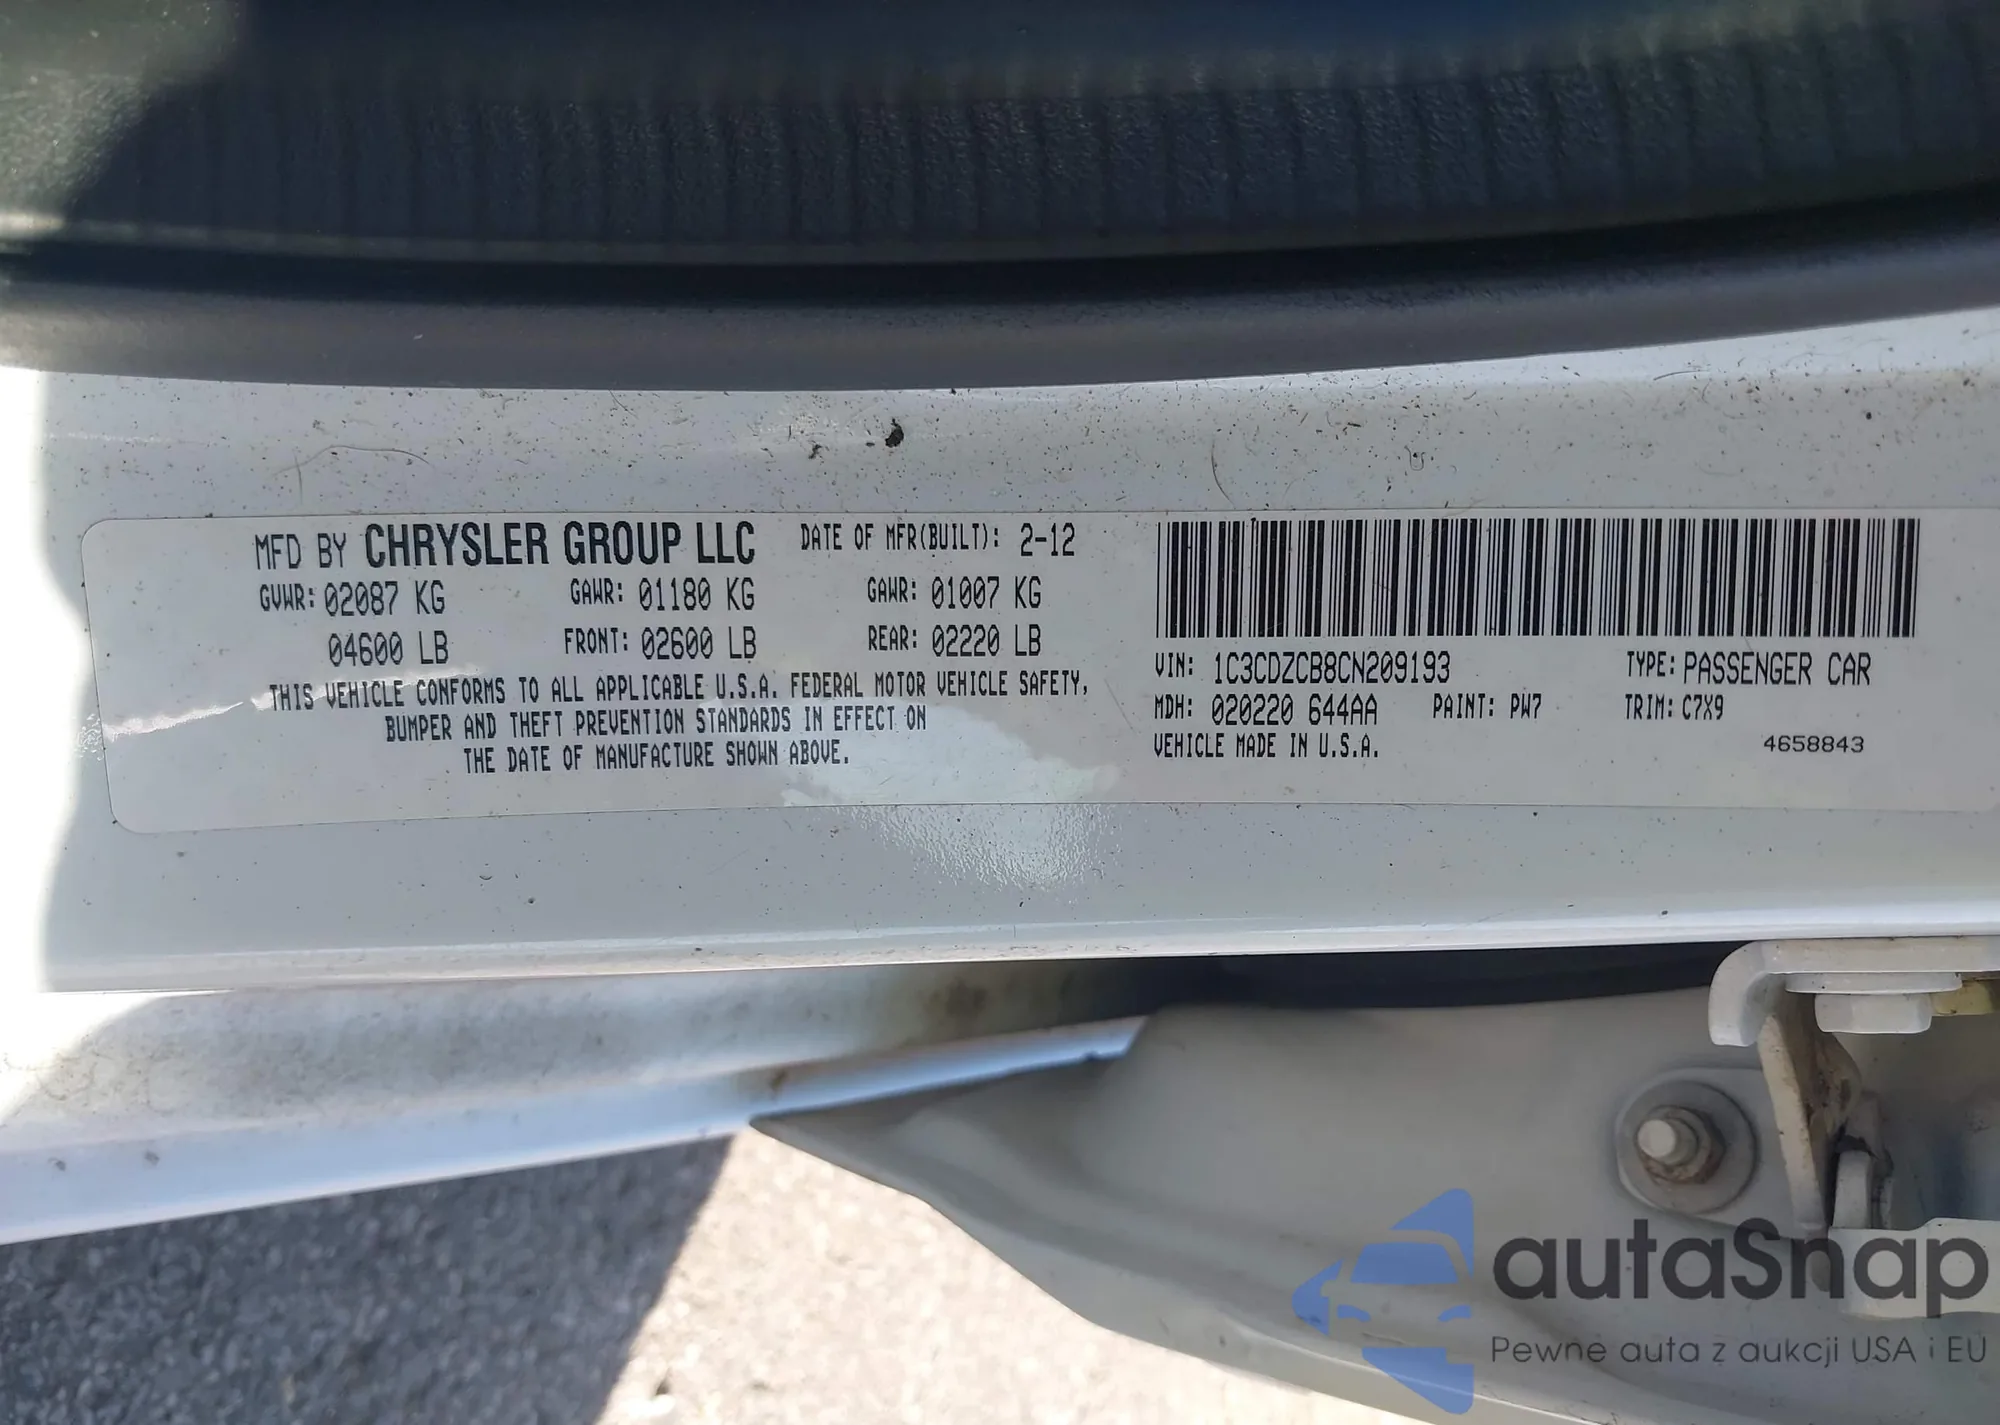 MFD BY CHRYSLER GROUP LLC DATE OF MFR(BUILT): 2-12
GVWR: 02087 KG GAWR: 01180 KG GAWR: 01007 KG
04600 LB FRONT: 02600 LB REAR: 02220 LB
THIS VEHICLE CONFORMS TO ALL APPLICABLE U.S.A. FEDERAL MOTOR VEHICLE SAFETY,
BUMPER AND THEFT PREVENTION STANDARDS IN EFFECT ON
THE DATE OF MANUFACTURE SHOWN ABOVE.
VIN: 1C3CDZCB8CN209193 TYPE: PASSENGER CAR
MDH: 020220 644AA PAINT: PW7 TRIM: C7X9
VEHICLE MADE IN U.S.A. 4658843
autaSnap
Pewne auta z aukcji USA i EU